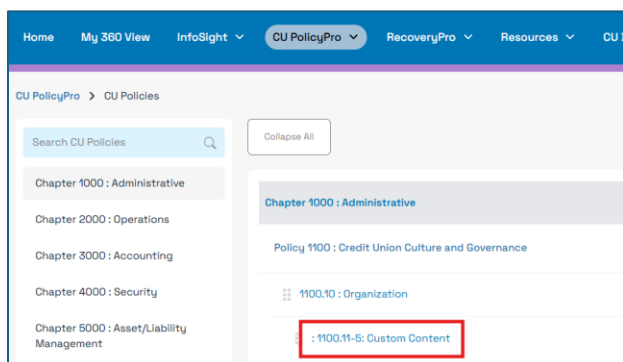 Home My 360 View InfoSight CU PolicyPro RecoveryPro Resources CU
CU PolicyPro > CU Policies
Search CU Policies
Collapse All
Chapter 1000 : Administrative
Chapter 2000 : Operations
Chapter 3000 : Accounting
Chapter 4000 : Security
Chapter 5000 : Asset/Liability
Management
Chapter 1000 : Administrative
Policy 1100 : Credit Union Culture and Governance
1100.10 : Organization
: 1100.11-5: Custom Content